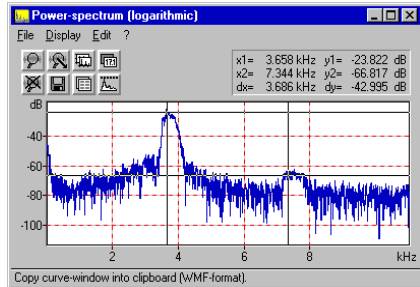 Power-spectrum (logarithmic)
File Display Edit ?
x1= 3.658 kHz y1= -23.822 dB
x2= 7.344 kHz y2= -66.817 dB
dx= 3.686 kHz dy= -42.995 dB
dB
-40
-60
-80
-100
2 4 6 8 kHz
Copy curve-window into clipboard (WMF-format).